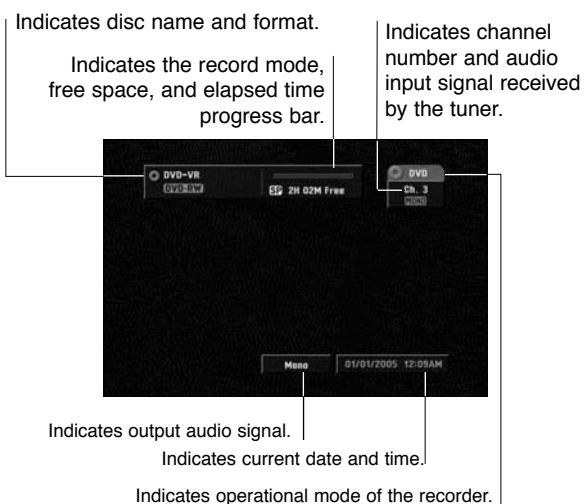 Indicates disc name and format.
Indicates the record mode,
free space, and elapsed time
progress bar.
Indicates channel
number and audio
input signal received
by the tuner.
DVD-VR
DVD-RW
SP 2H 02M Free
DVD
Ch. 3
MONO
Mono
01/01/2005 12:09AM
Indicates output audio signal.
Indicates current date and time.
Indicates operational mode of the recorder.